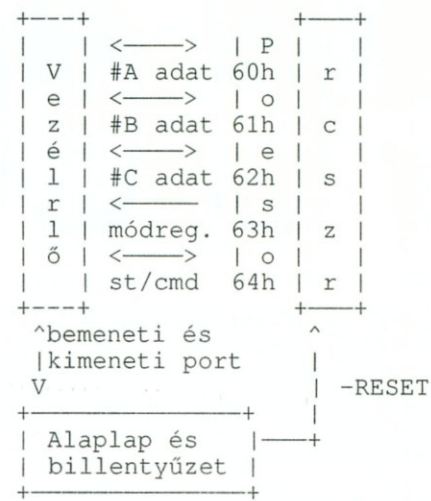 P
V #A adat 60h r
e o
z #B adat 61h c
é e
l #C adat 62h s
r s
l módreg. 63h z
ő o
st/cmd 64h r
bemeneti és
kimeneti port
-RESET
Alaplap és
billentyűzet